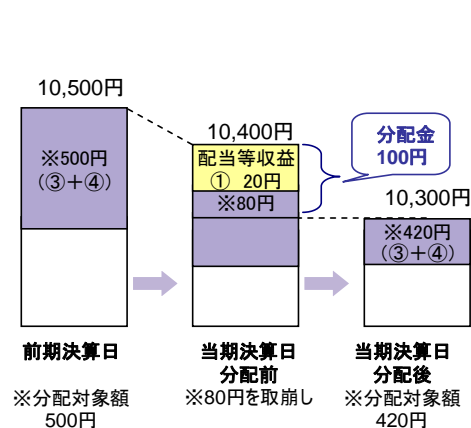 10,500円
※500円
（③＋④）
前期決算日
※分配対象額
500円
10,400円
配当等収益
① 20円
※80円
当期決算日
分配前
※80円を取崩し
分配金
100円
10,300円
※420円
（③＋④）
当期決算日
分配後
※分配対象額
420円